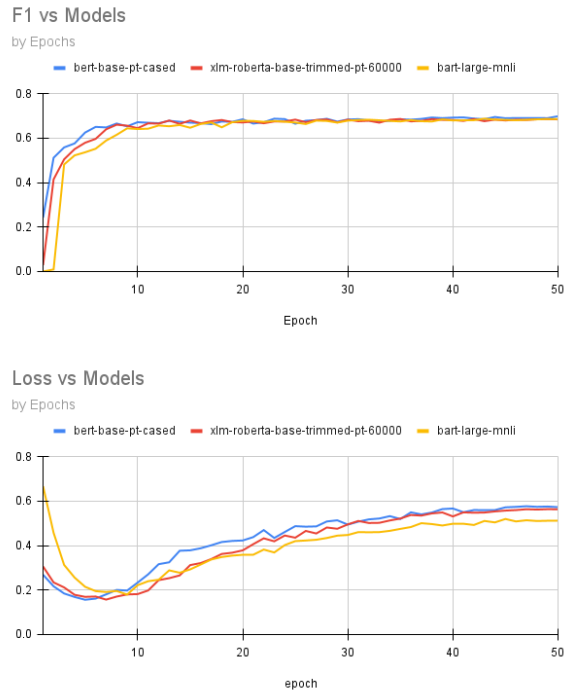 F1 vs Models
by Epochs
bert-base-pt-cased xlm-roberta-base-trimmed-pt-60000 bart-large-mnli
0.8
0.6
0.4
0.2
0.0
10 20 30 40 50
Epoch
Loss vs Models
by Epochs
bert-base-pt-cased xlm-roberta-base-trimmed-pt-60000 bart-large-mnli
0.8
0.6
0.4
0.2
0.0
10 20 30 40 50
epoch